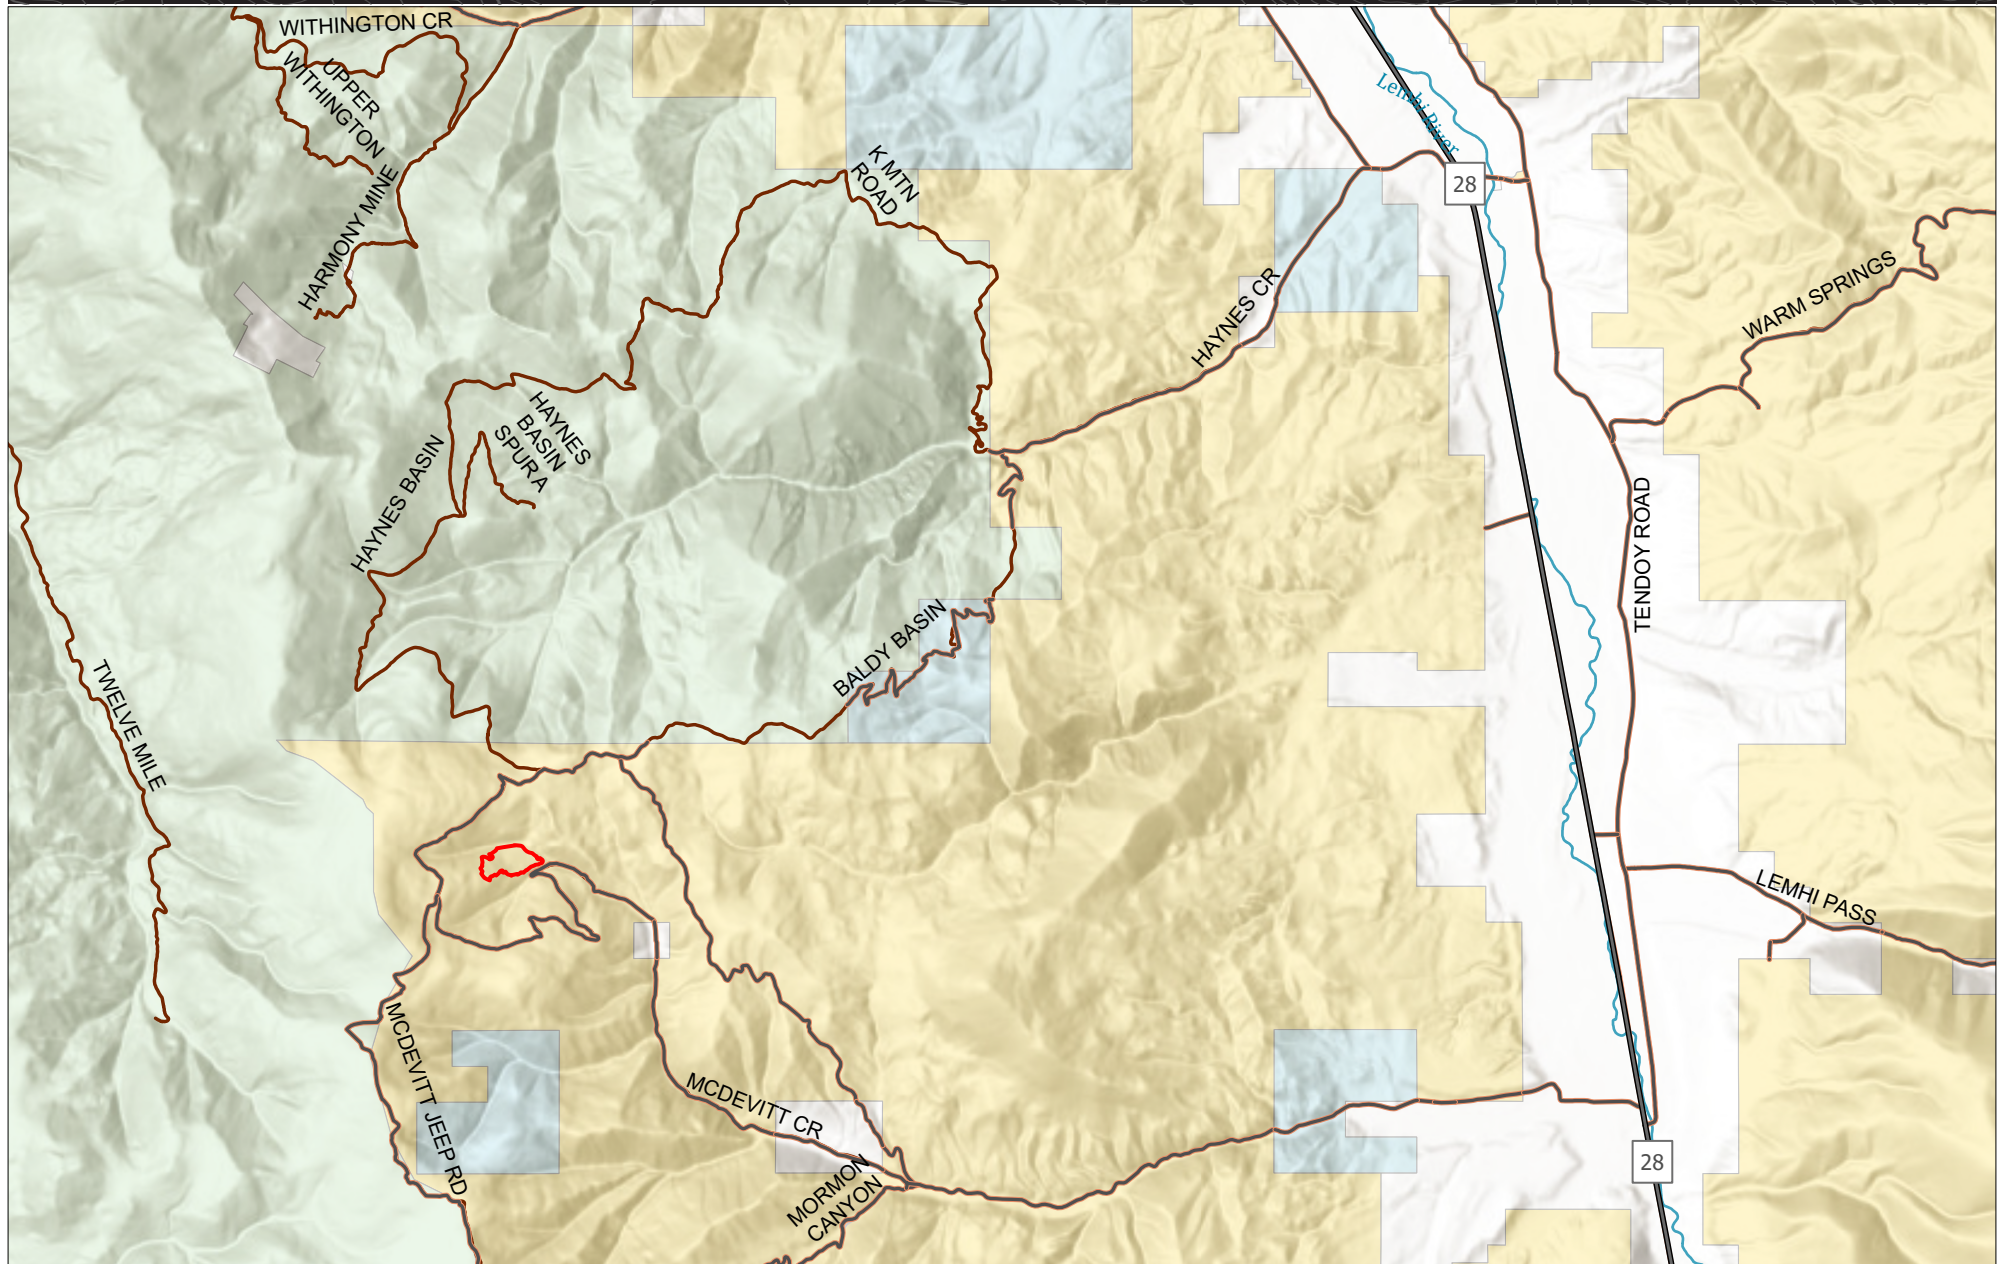 WITHINGTON CR
UPPER
WITHINGTON
Lemhi River
K MTN
ROAD
28
HARMONY MINE
WARM SPRINGS
HAYNES CR
HAYNES
BASIN
SPUR A
HAYNES BASIN
TENDOY ROAD
BALDY BASIN
TWELVE MILE
LEMHI PASS
MCDEVITT JEEP RD
MCDEVITT CR
28
MORMON
CANYON